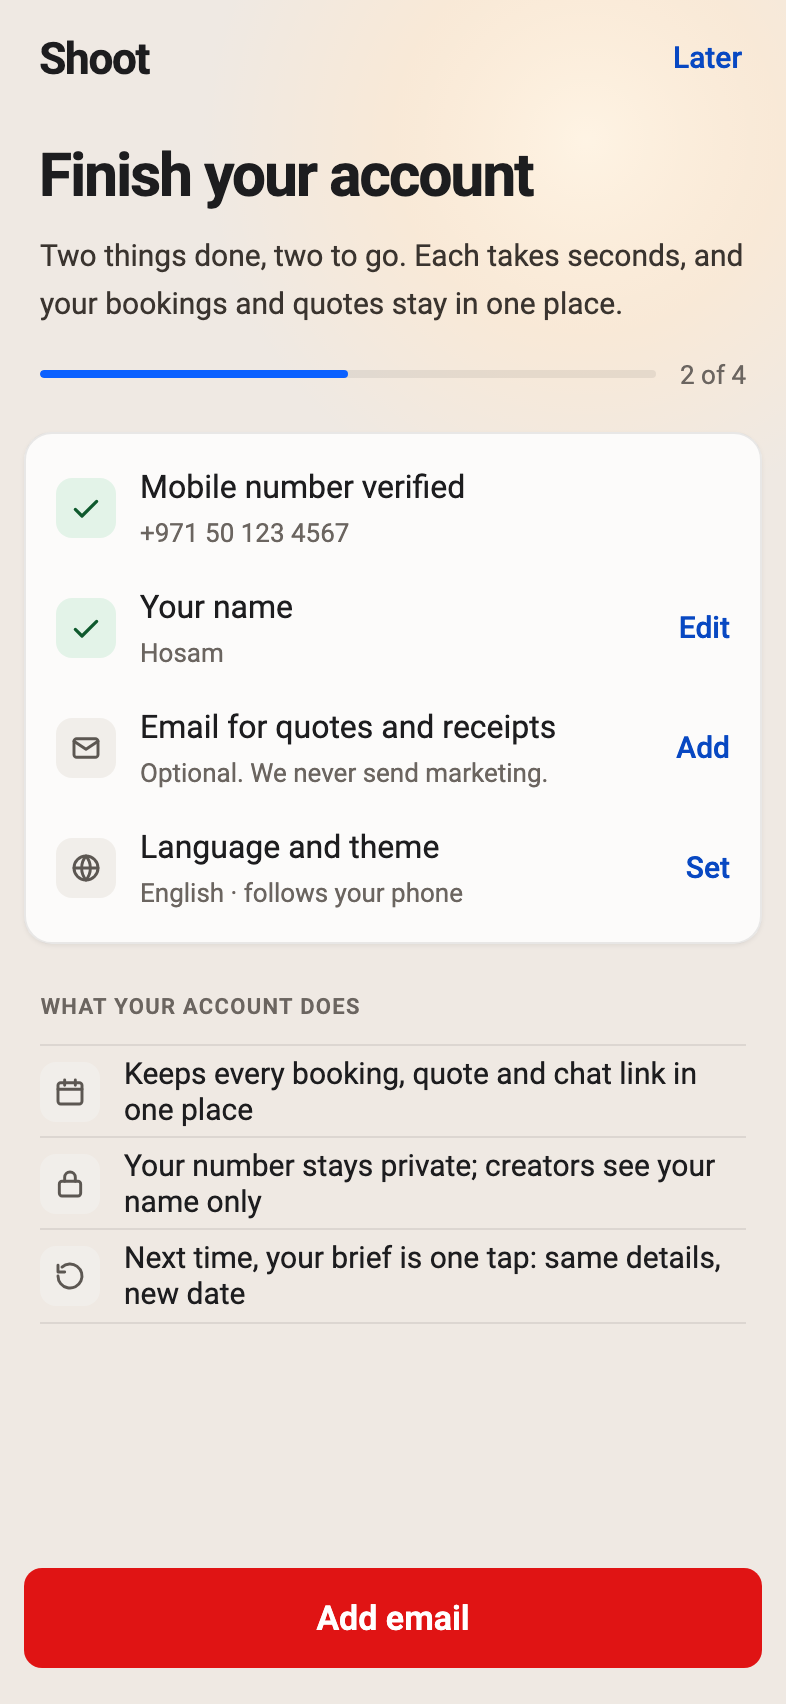 Shoot
Later
Finish your account
Two things done, two to go. Each takes seconds, and
your bookings and quotes stay in one place.
2 of 4
Mobile number verified
+971 50 123 4567
Your name
Hosam
Edit
Email for quotes and receipts
Optional. We never send marketing.
Add
Language and theme
English · follows your phone
Set
WHAT YOUR ACCOUNT DOES
Keeps every booking, quote and chat link in
one place
Your number stays private; creators see your
name only
Next time, your brief is one tap: same details,
new date
Add email